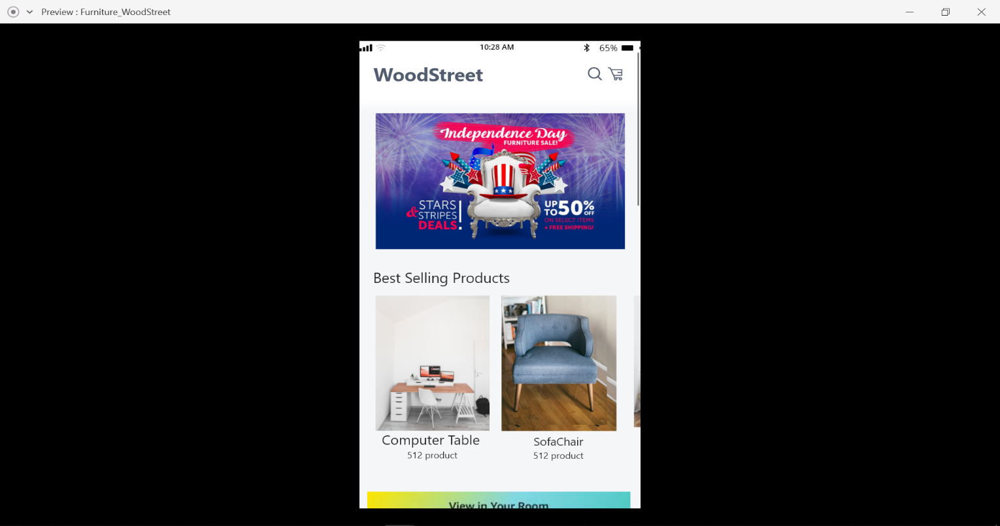 Preview : Furniture_WoodStreet
10:28 AM
65%
WoodStreet
Independence Day
FURNITURE SALE!
STARS
& STRIPES
DEALS!
UP TO 50% OFF
ON SELECT ITEMS
+ FREE SHIPPING!
Best Selling Products
Computer Table
512 product
SofaChair
512 product
View in Your Room